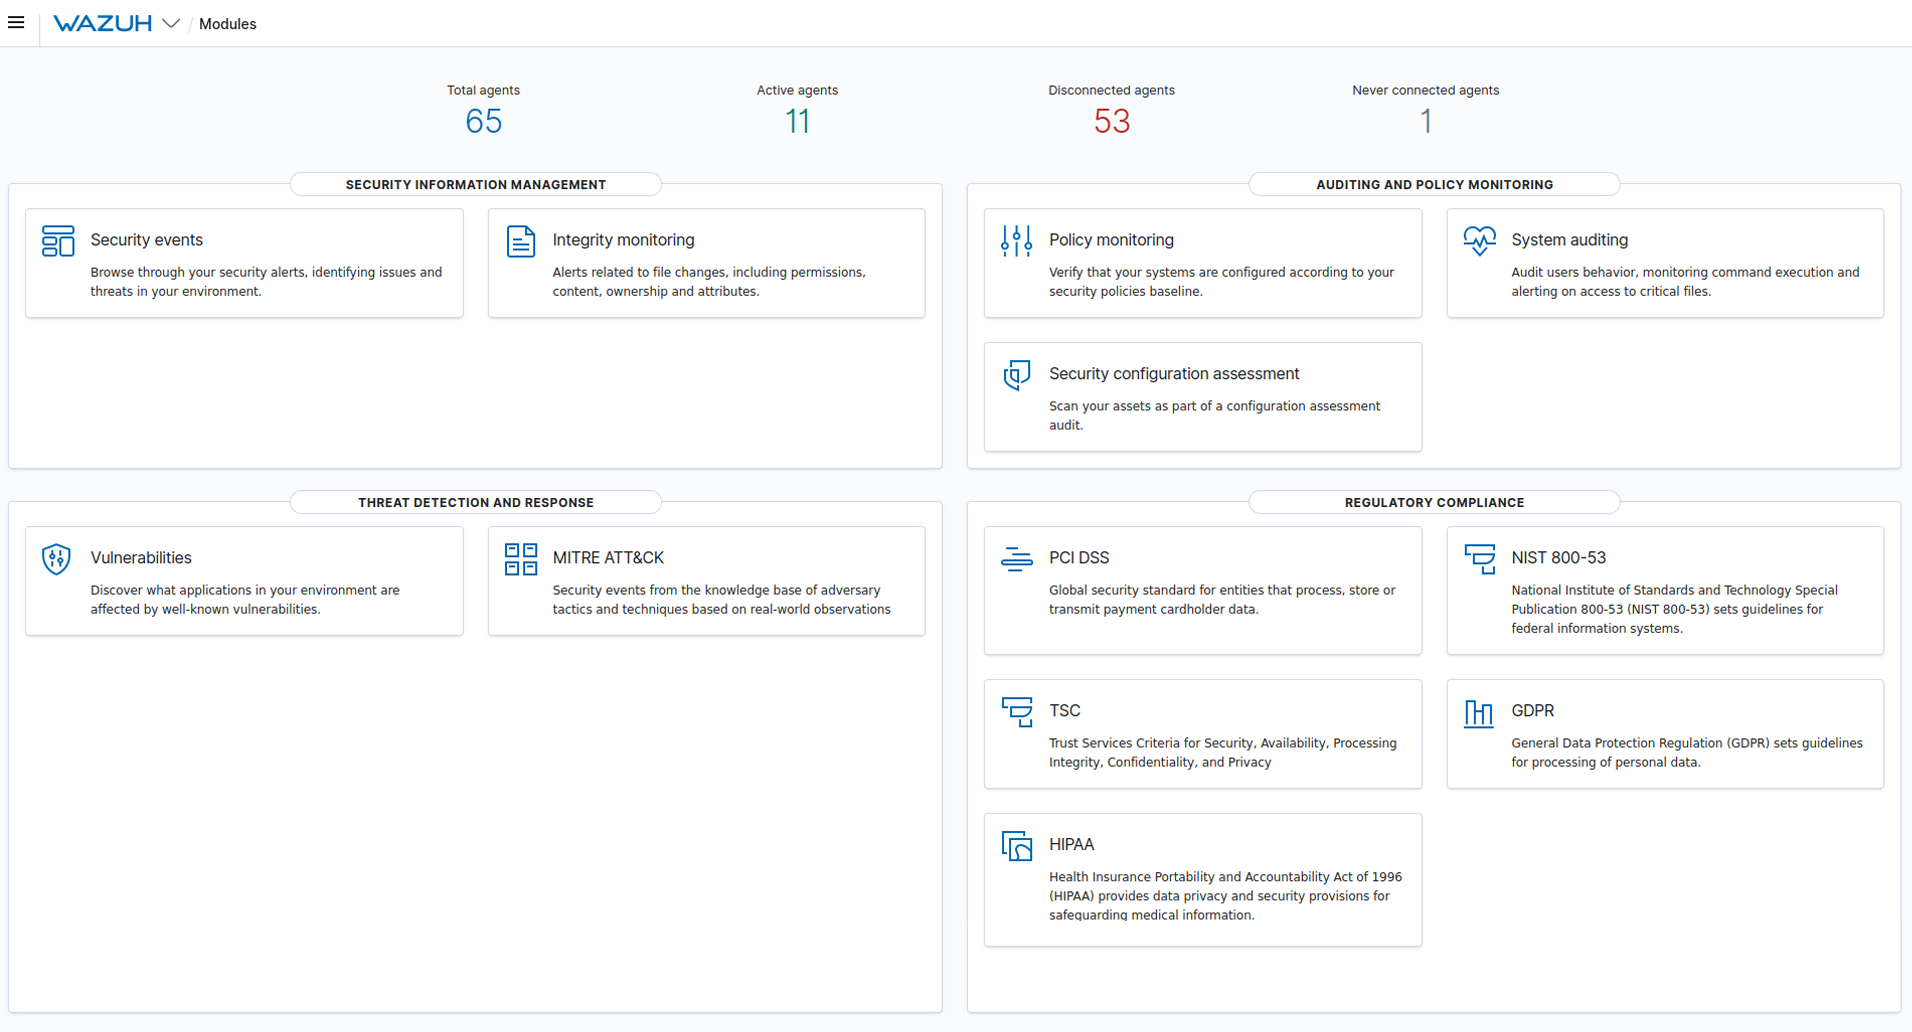 WAZUH / Modules
Total agents
65
Active agents
11
Disconnected agents
53
Never connected agents
1
SECURITY INFORMATION MANAGEMENT
Security events
Browse through your security alerts, identifying issues and
threats in your environment.
Integrity monitoring
Alerts related to file changes, including permissions,
content, ownership and attributes.
AUDITING AND POLICY MONITORING
Policy monitoring
Verify that your systems are configured according to your
security policies baseline.
System auditing
Audit users behavior, monitoring command execution and
alerting on access to critical files.
Security configuration assessment
Scan your assets as part of a configuration assessment
audit.
THREAT DETECTION AND RESPONSE
Vulnerabilities
Discover what applications in your environment are
affected by well-known vulnerabilities.
MITRE ATT&CK
Security events from the knowledge base of adversary
tactics and techniques based on real-world observations
REGULATORY COMPLIANCE
PCI DSS
Global security standard for entities that process, store or
transmit payment cardholder data.
NIST 800-53
National Institute of Standards and Technology Special
Publication 800-53 (NIST 800-53) sets guidelines for
federal information systems.
TSC
Trust Services Criteria for Security, Availability, Processing
Integrity, Confidentiality, and Privacy
GDPR
General Data Protection Regulation (GDPR) sets guidelines
for processing of personal data.
HIPAA
Health Insurance Portability and Accountability Act of 1996
(HIPAA) provides data privacy and security provisions for
safeguarding medical information.